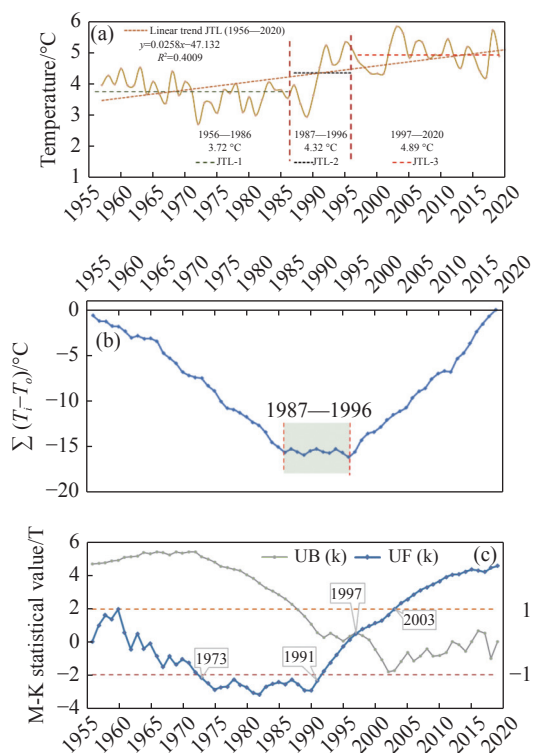 (a)
Linear trend JTL (1956—2020)
y=0.0258x−47.132
R²=0.4009
Temperature/°C
6
5
4
3
2
1
1956—1986
3.72 °C
JTL-1
1987—1996
4.32 °C
JTL-2
1997—2020
4.89 °C
JTL-3
1955 1960 1965 1970 1975 1980 1985 1990 1995 2000 2005 2010 2015 2020
1955 1960 1965 1970 1975 1980 1985 1990 1995 2000 2005 2010 2015 2020
(b)
∑ (Ti−To)/°C
0
−5
−10
−15
−20
1987—1996
(c)
UB (k) UF (k)
M-K statistical value/T
6
4
2
0
−2
−4
1
−1
1973
1991
1997
2003
1955 1960 1965 1970 1975 1980 1985 1990 1995 2000 2005 2010 2015 2020